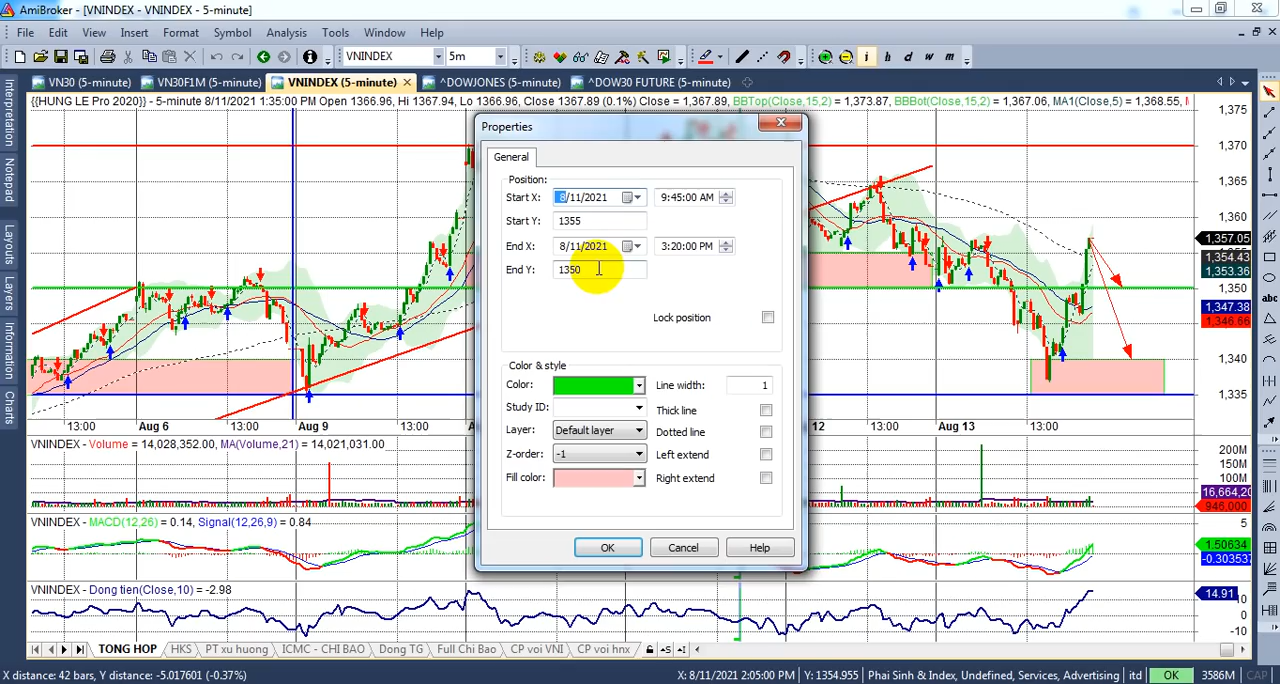 AmiBroker - [VNINDEX - VNINDEX - 5-minute]
File Edit View Insert Format Symbol Analysis Tools Window Help
VNINDEX 5m i h d w m
VN30 (5-minute) VN30F1M (5-minute) VNINDEX (5-minute) ^DOWJONES (5-minute) ^DOW30 FUTURE (5-minute)
{{HUNG LE Pro 2020}} - 5-minute 8/11/2021 1:35:00 PM Open 1366.96, Hi 1367.94, Lo 1366.96, Close 1367.89 (0.1%) Close = 1,367.89, BBTop(Close,15,2) = 1,373.87, BBBot(Close,15,2) = 1,367.06, MA1(Close,5) = 1,368.55,
Interpretation
Notepad
Layouts
Layers
Information
Charts
Properties
General
Position:
Start X: 8/11/2021 9:45:00 AM
Start Y: 1355
End X: 8/11/2021 3:20:00 PM
End Y: 1350
Lock position
Color & style
Color: Line width: 1
Study ID: Thick line
Layer: Default layer Dotted line
Z-order: -1 Left extend
Fill color: Right extend
OK Cancel Help
1,375
1,370
1,365
1,360
1,357.05
1,354.43
1,353.36
1,350
1,347.38
1,346.66
1,340
1,335
abc
13:00 Aug 6 13:00 Aug 9 13:00 12 13:00 Aug 13 13:00
VNINDEX - Volume = 14,028,352.00, MA(Volume,21) = 14,021,031.00
200M
150M
100M
946,000
VNINDEX - MACD(12,26) = 0.14, Signal(12,26,9) = 0.84
5
1.50634
VNINDEX - Dong tien(Close,10) = -2.98
14.91
0
-10
TONG HOP HKS PT xu huong ICMC - CHI BAO Dong TG Full Chi Bao CP voi VNI CP voi hnx
X distance: 42 bars, Y distance: -5.017601 (-0.37%) X: 8/11/2021 2:05:00 PM Y: 1354.955 Phai Sinh & Index, Undefined, Services, Advertising itd OK 3586M CAP